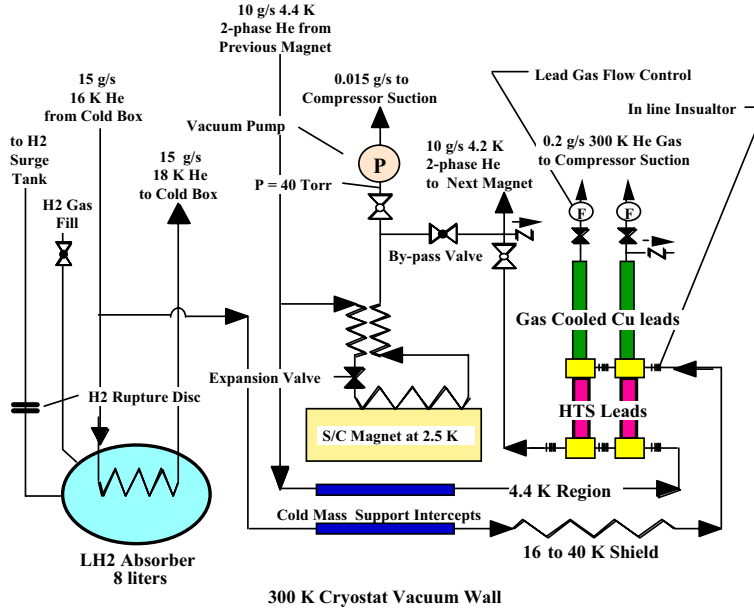 10 g/s 4.4 K
2-phase He from
Previous Magnet
15 g/s
16 K He
from Cold Box
to H2
Surge
Tank
15 g/s
18 K He
to Cold Box
H2 Gas
Fill
0.015 g/s to
Compressor Suction
Vacuum Pump
P
P = 40 Torr
10 g/s 4.2 K
2-phase He
to Next Magnet
Lead Gas Flow Control
In line Insualtor
0.2 g/s 300 K He Gas
to Compressor Suction
F
F
By-pass Valve
Gas Cooled Cu leads
Expansion Valve
H2 Rupture Disc
HTS Leads
S/C Magnet at 2.5 K
4.4 K Region
Cold Mass Support Intercepts
16 to 40 K Shield
LH2 Absorber
8 liters
300 K Cryostat Vacuum Wall